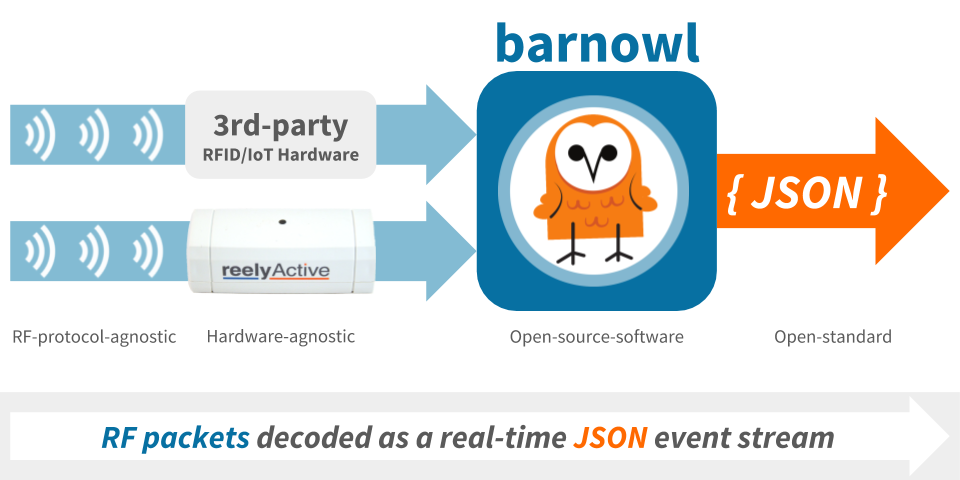 barnowl
3rd-party
RFID/IoT Hardware
{ JSON }
reelyActive
RF-protocol-agnostic
Hardware-agnostic
Open-source-software
Open-standard
RF packets decoded as a real-time JSON event stream